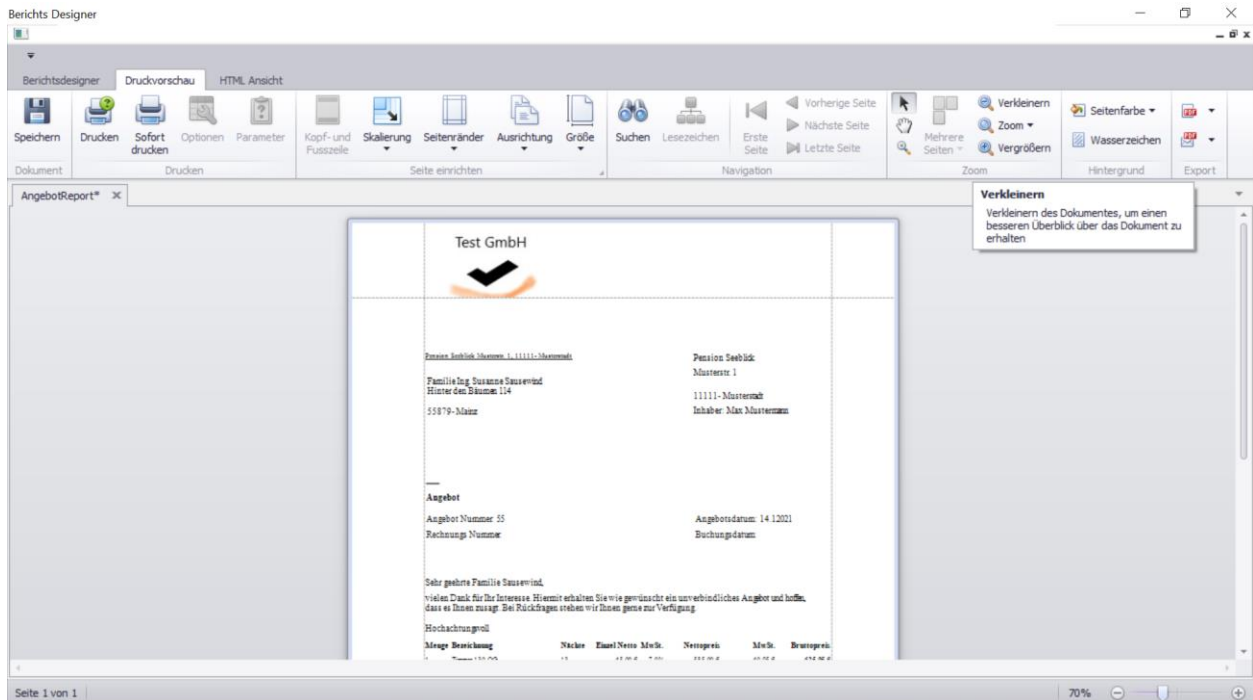 Berichts Designer
Berichtsdesigner Druckvorschau HTML Ansicht
Speichern Drucken Sofort drucken Optionen Parameter Kopf- und Fusszeile Skalierung Seitenränder Ausrichtung Größe Suchen Lesezeichen Erste Seite Vorherige Seite Nächste Seite Letzte Seite Mehrere Seiten Verkleinern Zoom Vergrößern Seitenfarbe Wasserzeichen
Dokument Drucken Seite einrichten Navigation Zoom Hintergrund Export
AngebotReport*
Verkleinern
Verkleinern des Dokumentes, um einen
besseren Überblick über das Dokument zu
erhalten
Test GmbH
Pension Seeblick Musterstr. 1, 11111- Musterstadt
Pension Seeblick
Musterstr. 1
Familie Ing. Susanne Sausewind
Hinter den Bäumen 114
11111- Musterstadt
55879- Mainz
Inhaber: Max Mustermann
Angebot
Angebot Nummer 55
Angebotsdatum: 14.12021
Rechnungs Nummer
Buchungsdatum:
Sehr geehrte Familie Sausewind,
vielen Dank für Ihr Interesse. Hiermit erhalten Sie wie gewünscht ein unverbindliches Angebot und hoffen,
dass es Ihnen zusagt. Bei Rückfragen stehen wir Ihnen gerne zur Verfügung.
Hochachtungsvoll
Menge Bezeichnung Nächte Einzel Netto MwSt. Nettopreis MwSt. Bruttopreis
Seite 1 von 1
70%